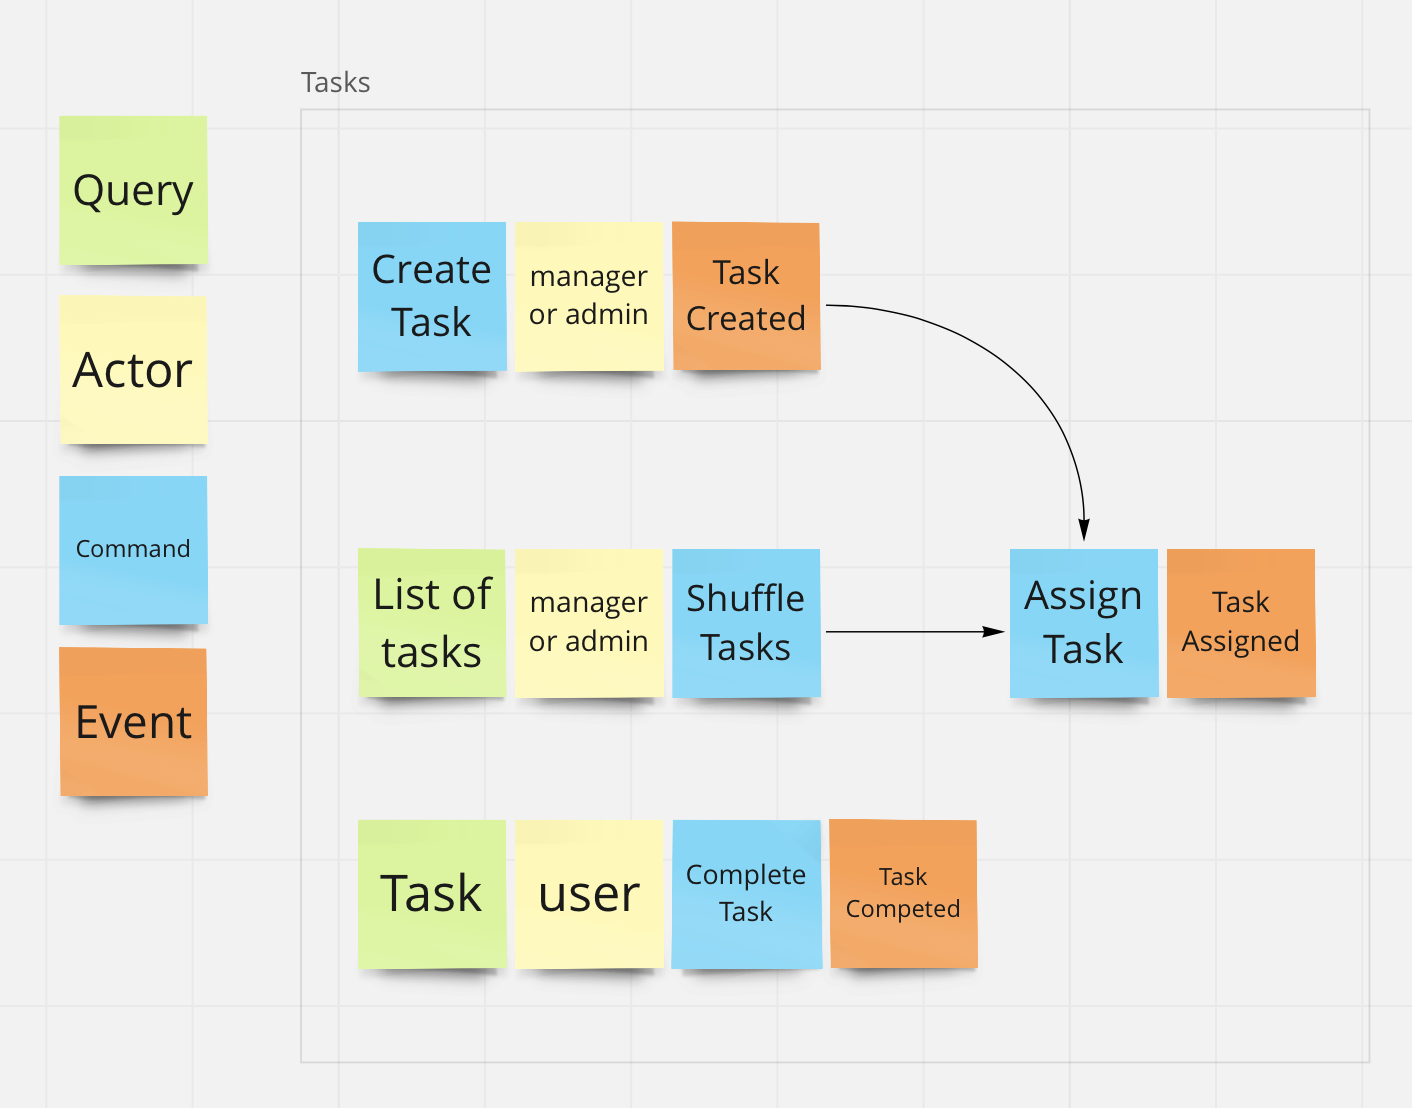 Tasks
Query
Actor
Command
Event
Create
Task
manager
or admin
Task
Created
List of
tasks
manager
or admin
Shuffle
Tasks
Assign
Task
Task
Assigned
Task
user
Complete
Task
Task
Competed